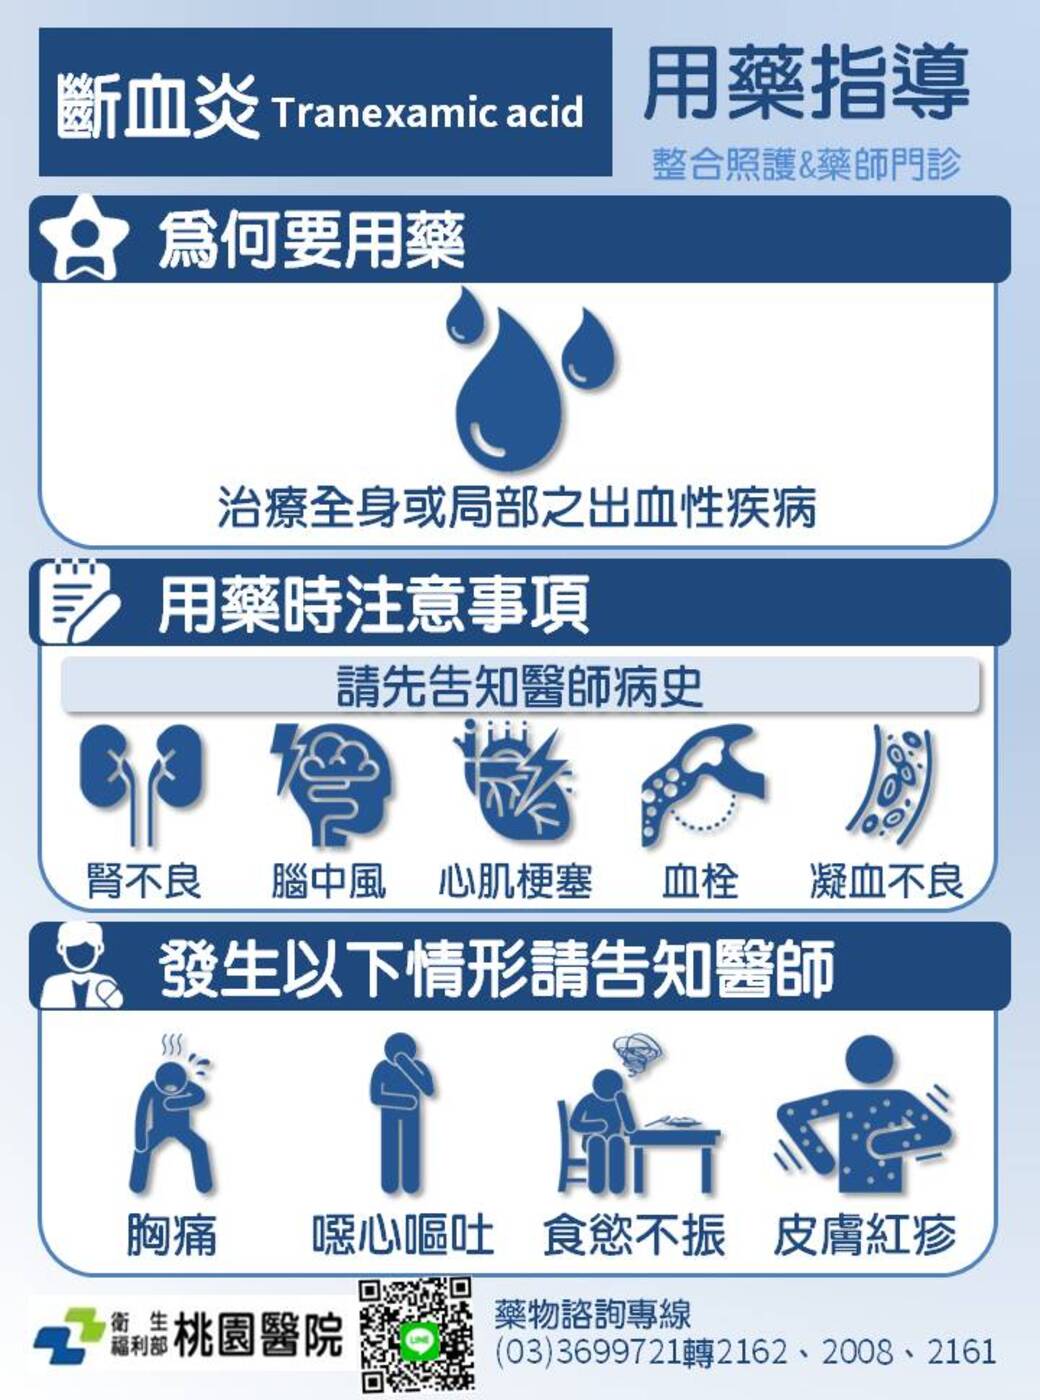 斷血炎 Tranexamic acid
用藥指導
整合照護&藥師門診
為何要用藥
治療全身或局部之出血性疾病
用藥時注意事項
請先告知醫師病史
腎不良
腦中風
心肌梗塞
血栓
凝血不良
發生以下情形請告知醫師
胸痛
噁心嘔吐
食慾不振
皮膚紅疹
衛生
福利部
桃園醫院
LINE
藥物諮詢專線
(03)3699721轉2162、2008、2161